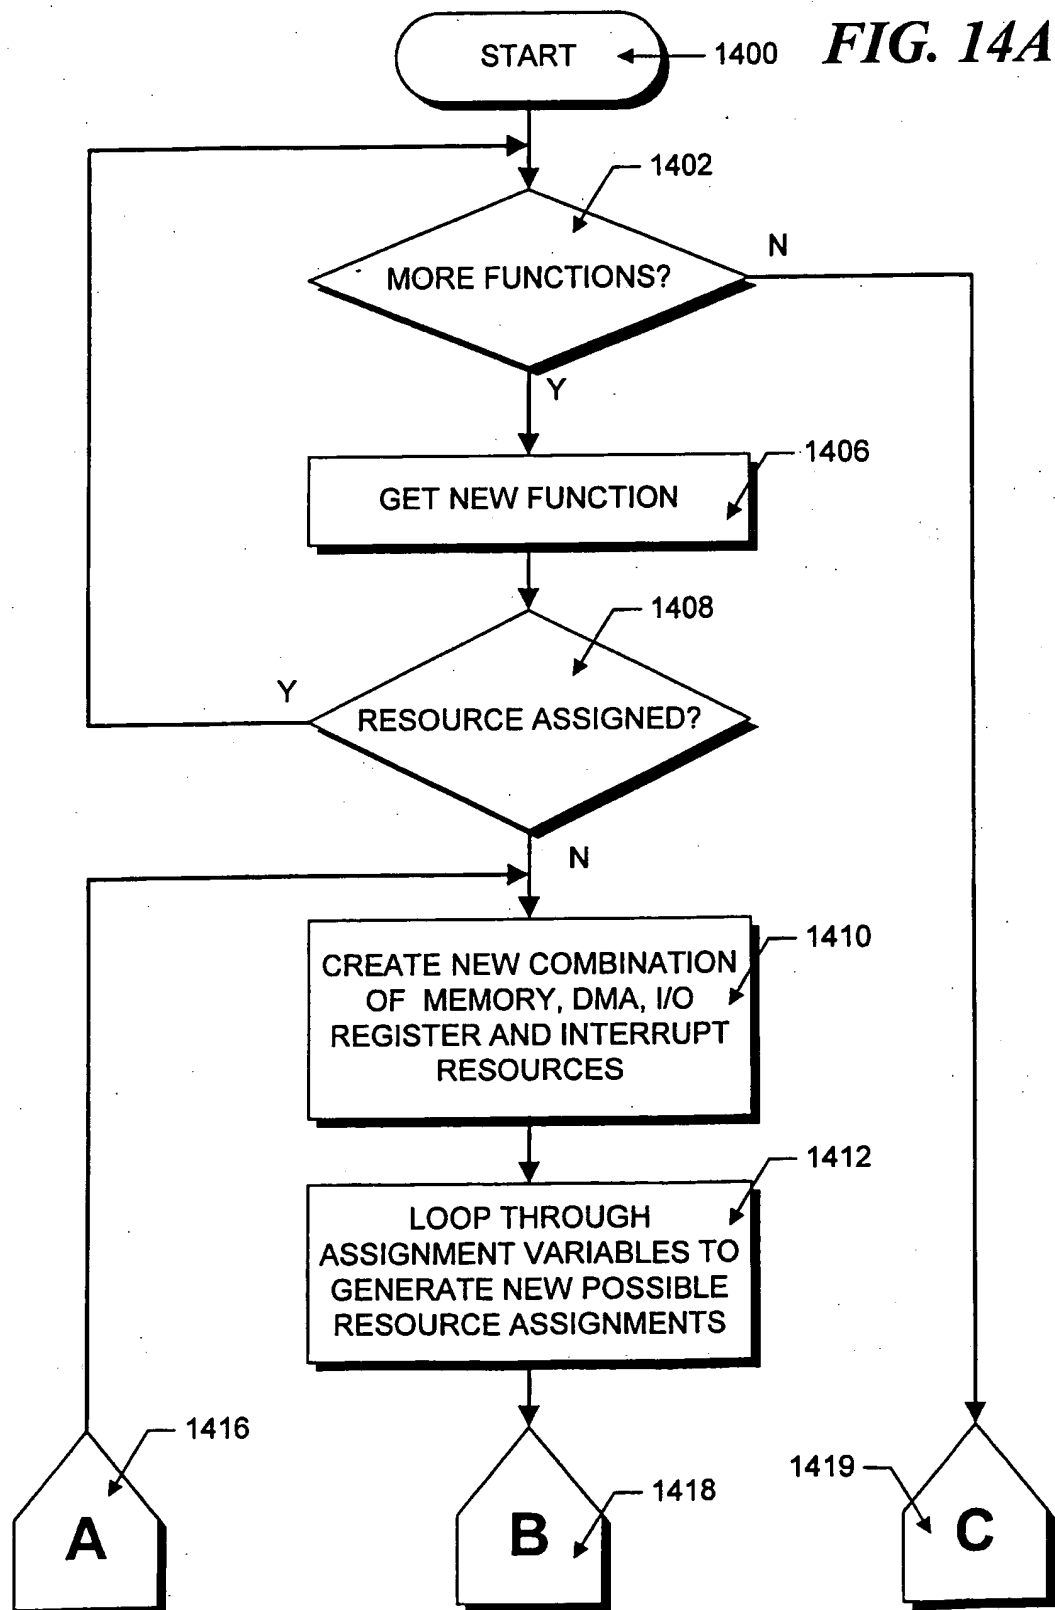 FIG. 14A
START
1400
1402
MORE FUNCTIONS?
N
Y
1406
GET NEW FUNCTION
1408
Y
RESOURCE ASSIGNED?
N
1410
CREATE NEW COMBINATION
OF MEMORY, DMA, I/O
REGISTER AND INTERRUPT
RESOURCES
1412
LOOP THROUGH
ASSIGNMENT VARIABLES TO
GENERATE NEW POSSIBLE
RESOURCE ASSIGNMENTS
1416
A
1418
B
1419
C